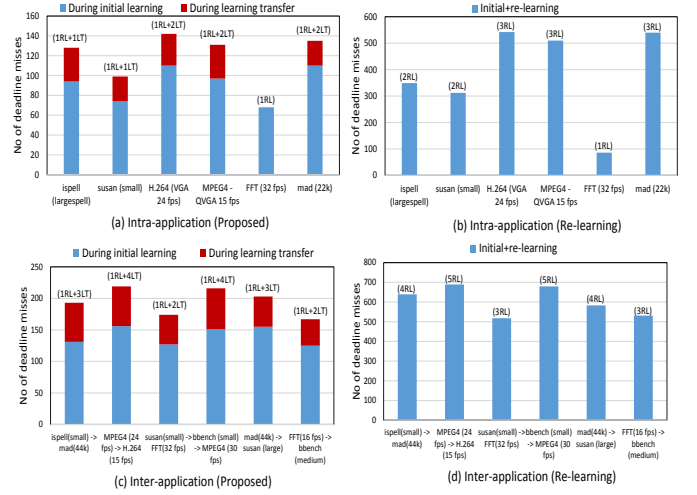 During initial learning
During learning transfer
No of deadline misses
160
140
120
100
80
60
40
20
0
(1RL+1LT)
(1RL+1LT)
(1RL+2LT)
(1RL+2LT)
(1RL)
(1RL+2LT)
ispell (largespell)
susan (small)
H.264 (VGA 24 fps)
MPEG4 - QVGA 15 fps
FFT (32 fps)
mad (22k)
(a) Intra-application (Proposed)
Initial+re-learning
No of deadline misses
600
500
400
300
200
100
0
(2RL)
(2RL)
(3RL)
(3RL)
(1RL)
(3RL)
ispell (largespell)
susan (small)
H.264 (VGA 24 fps)
MPEG4 - QVGA 15 fps
FFT (32 fps)
mad (22k)
(b) Intra-application (Re-learning)
During initial learning
During learning transfer
No of deadline misses
250
200
150
100
50
0
(1RL+3LT)
(1RL+4LT)
(1RL+2LT)
(1RL+4LT)
(1RL+3LT)
(1RL+2LT)
ispell(small) -> mad(44k)
MPEG4 (24 fps) -> H.264 (15 fps)
susan(small) -> FFT(32 fps)
bbench (small) -> MPEG4 (30 fps)
mad(44k) -> susan (large)
FFT(16 fps) -> bbench (medium)
(c) Inter-application (Proposed)
Initial+re-learning
No of deadline misses
800
700
600
500
400
300
200
100
0
(4RL)
(5RL)
(3RL)
(5RL)
(4RL)
(3RL)
ispell(small) -> mad(44k)
MPEG4 (24 fps) -> H.264 (15 fps)
susan(small) -> FFT(32 fps)
bbench (small) -> MPEG4 (30 fps)
mad(44k) -> susan (large)
FFT(16 fps) -> bbench (medium)
(d) Inter-application (Re-learning)